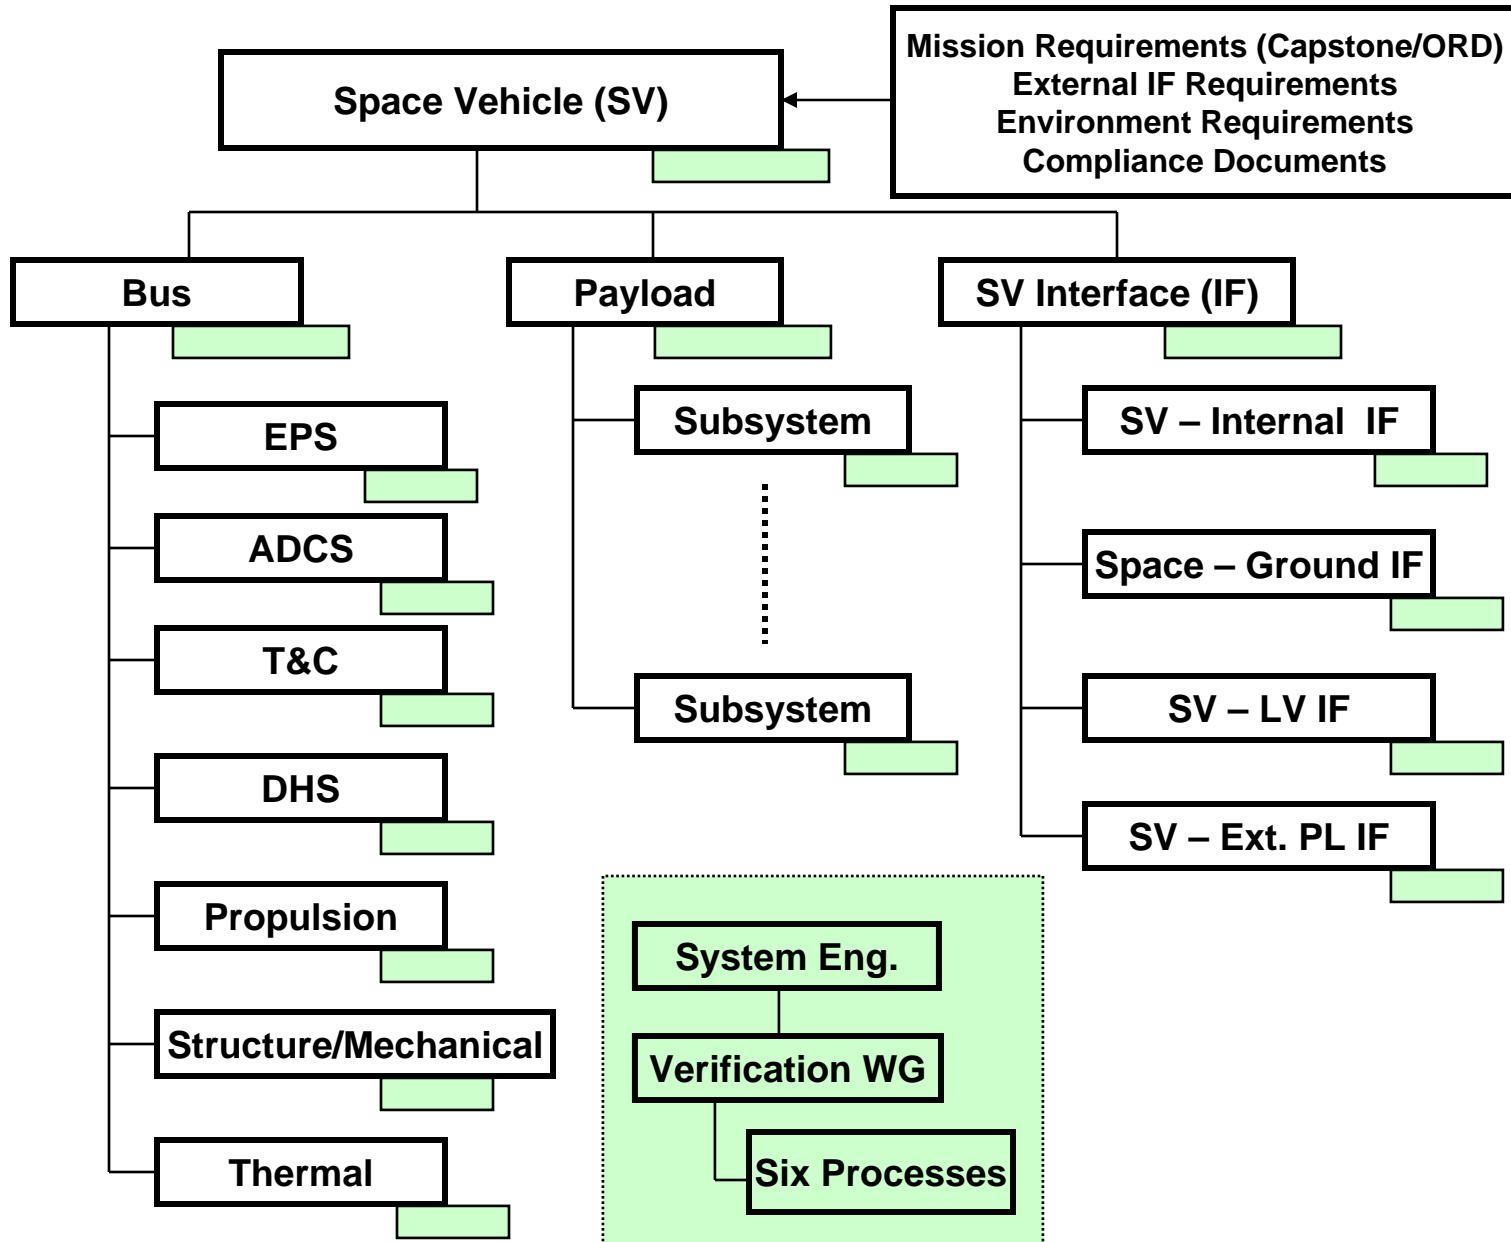 Mission Requirements (Capstone/ORD)
External IF Requirements
Environment Requirements
Compliance Documents
Space Vehicle (SV)
Bus
Payload
SV Interface (IF)
EPS
ADCS
T&C
DHS
Propulsion
Structure/Mechanical
Thermal
Subsystem
Subsystem
SV – Internal IF
Space – Ground IF
SV – LV IF
SV – Ext. PL IF
System Eng.
Verification WG
Six Processes